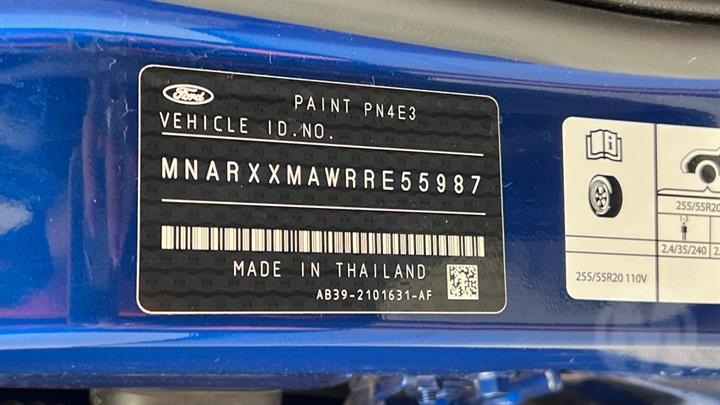 Ford
PAINT PN4E3
VEHICLE ID.NO.
MNARXXMAWRRE55987
MADE IN THAILAND
AB39-2101631-AF
255/55R20
2.4/35/240
2.
255/55R20 110V